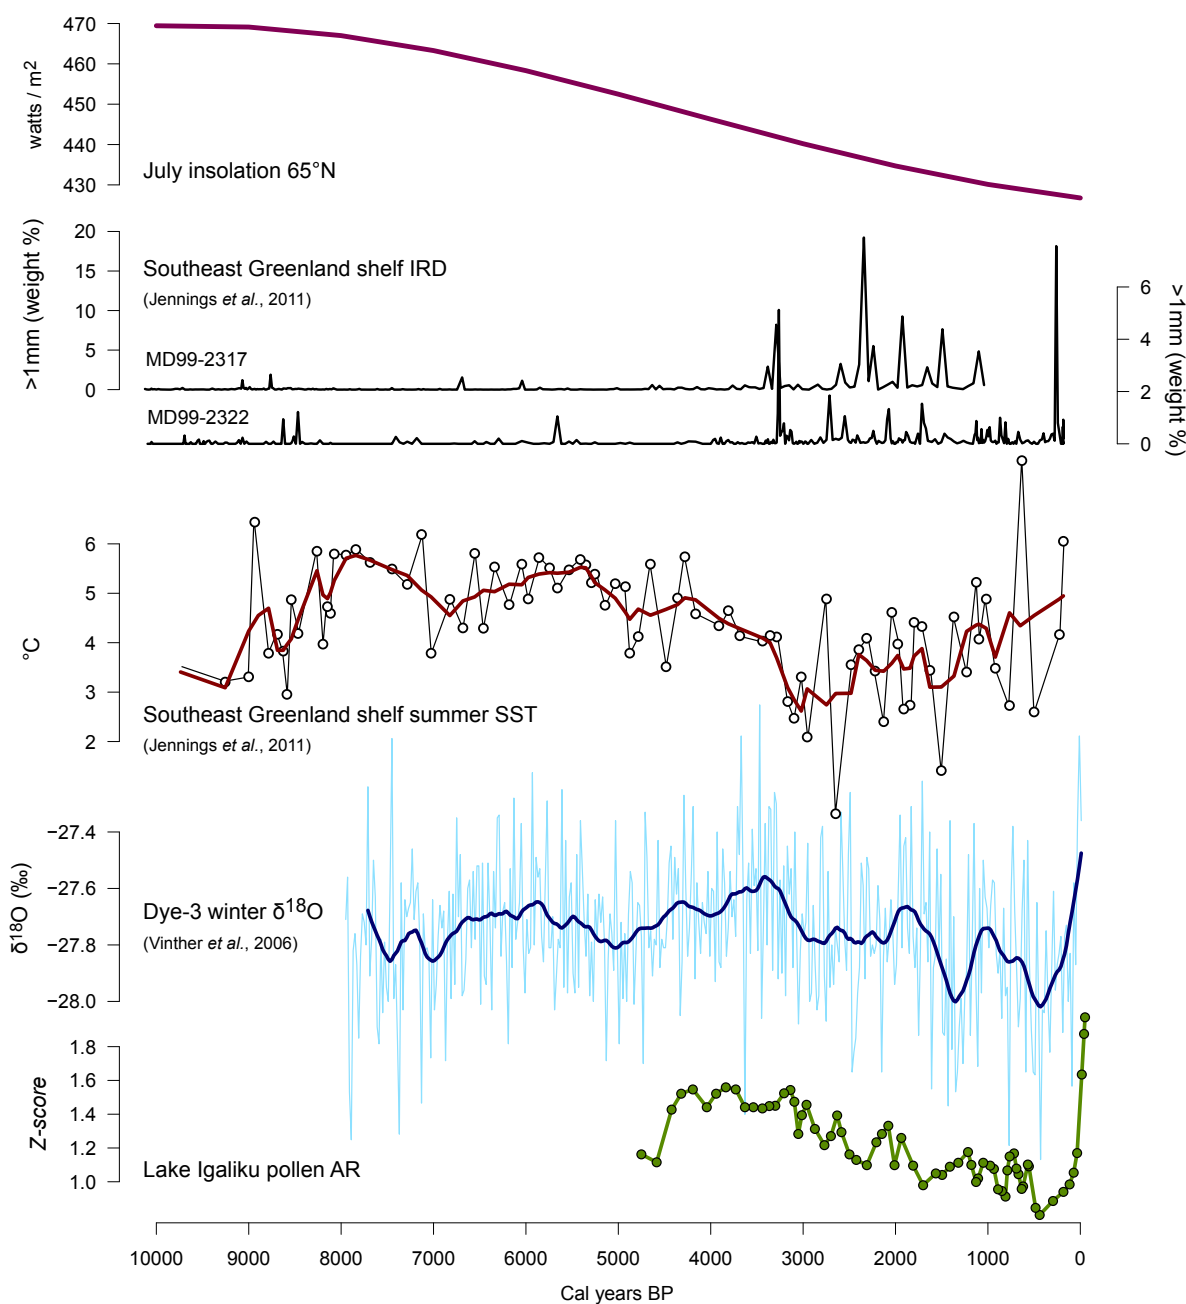 470
460
450
440
430
watts / m²
July insolation 65°N
20
15
10
5
0
>1mm (weight %)
Southeast Greenland shelf IRD
(Jennings et al., 2011)
MD99-2317
MD99-2322
6
4
2
0
>1mm (weight %)
6
5
4
3
2
°C
Southeast Greenland shelf summer SST
(Jennings et al., 2011)
−27.4
−27.6
−27.8
−28.0
δ¹⁸O (‰)
Dye-3 winter δ¹⁸O
(Vinther et al., 2006)
1.8
1.6
1.4
1.2
1.0
Z-score
Lake Igaliku pollen AR
10000 9000 8000 7000 6000 5000 4000 3000 2000 1000 0
Cal years BP